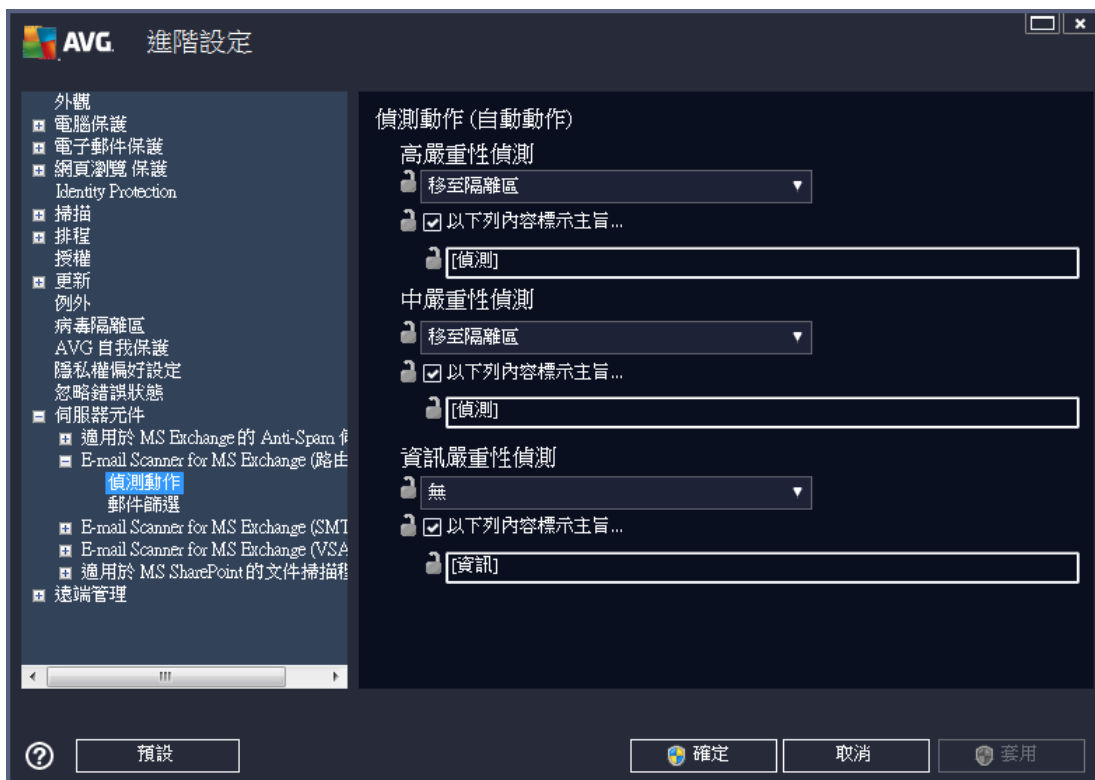 AVG. 進階設定
外觀
電腦保護
電子郵件保護
網頁瀏覽 保護
Identity Protection
掃描
排程
授權
更新
例外
病毒隔離區
AVG 自我保護
隱私權偏好設定
忽略錯誤狀態
伺服器元件
適用於 MS Exchange 的 Anti-Spam 伺
E-mail Scanner for MS Exchange (路由
偵測動作
郵件篩選
E-mail Scanner for MS Exchange (SMT
E-mail Scanner for MS Exchange (VSA
適用於 MS SharePoint 的文件掃描程
遠端管理
偵測動作 (自動動作)
高嚴重性偵測
移至隔離區
以下列內容標示主旨...
[偵測]
中嚴重性偵測
移至隔離區
以下列內容標示主旨...
[偵測]
資訊嚴重性偵測
無
以下列內容標示主旨...
[資訊]
預設
確定
取消
套用